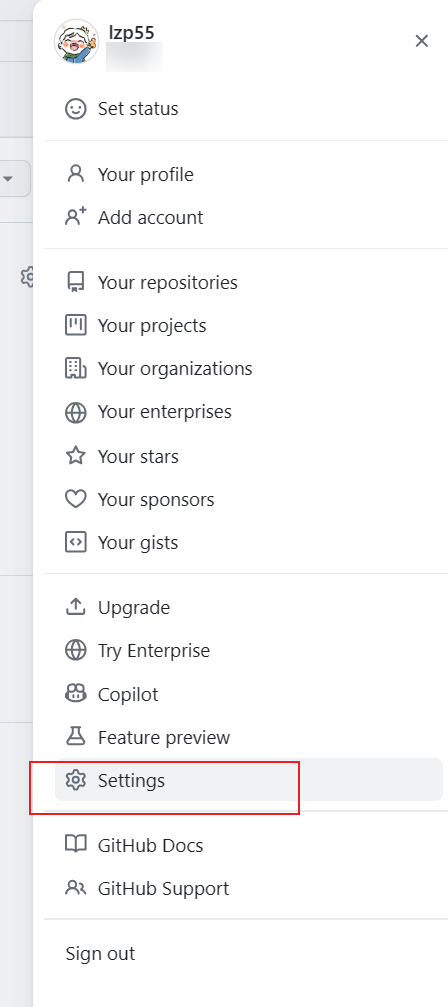 lzp55
Set status
Your profile
Add account
Your repositories
Your projects
Your organizations
Your enterprises
Your stars
Your sponsors
Your gists
Upgrade
Try Enterprise
Copilot
Feature preview
Settings
GitHub Docs
GitHub Support
Sign out